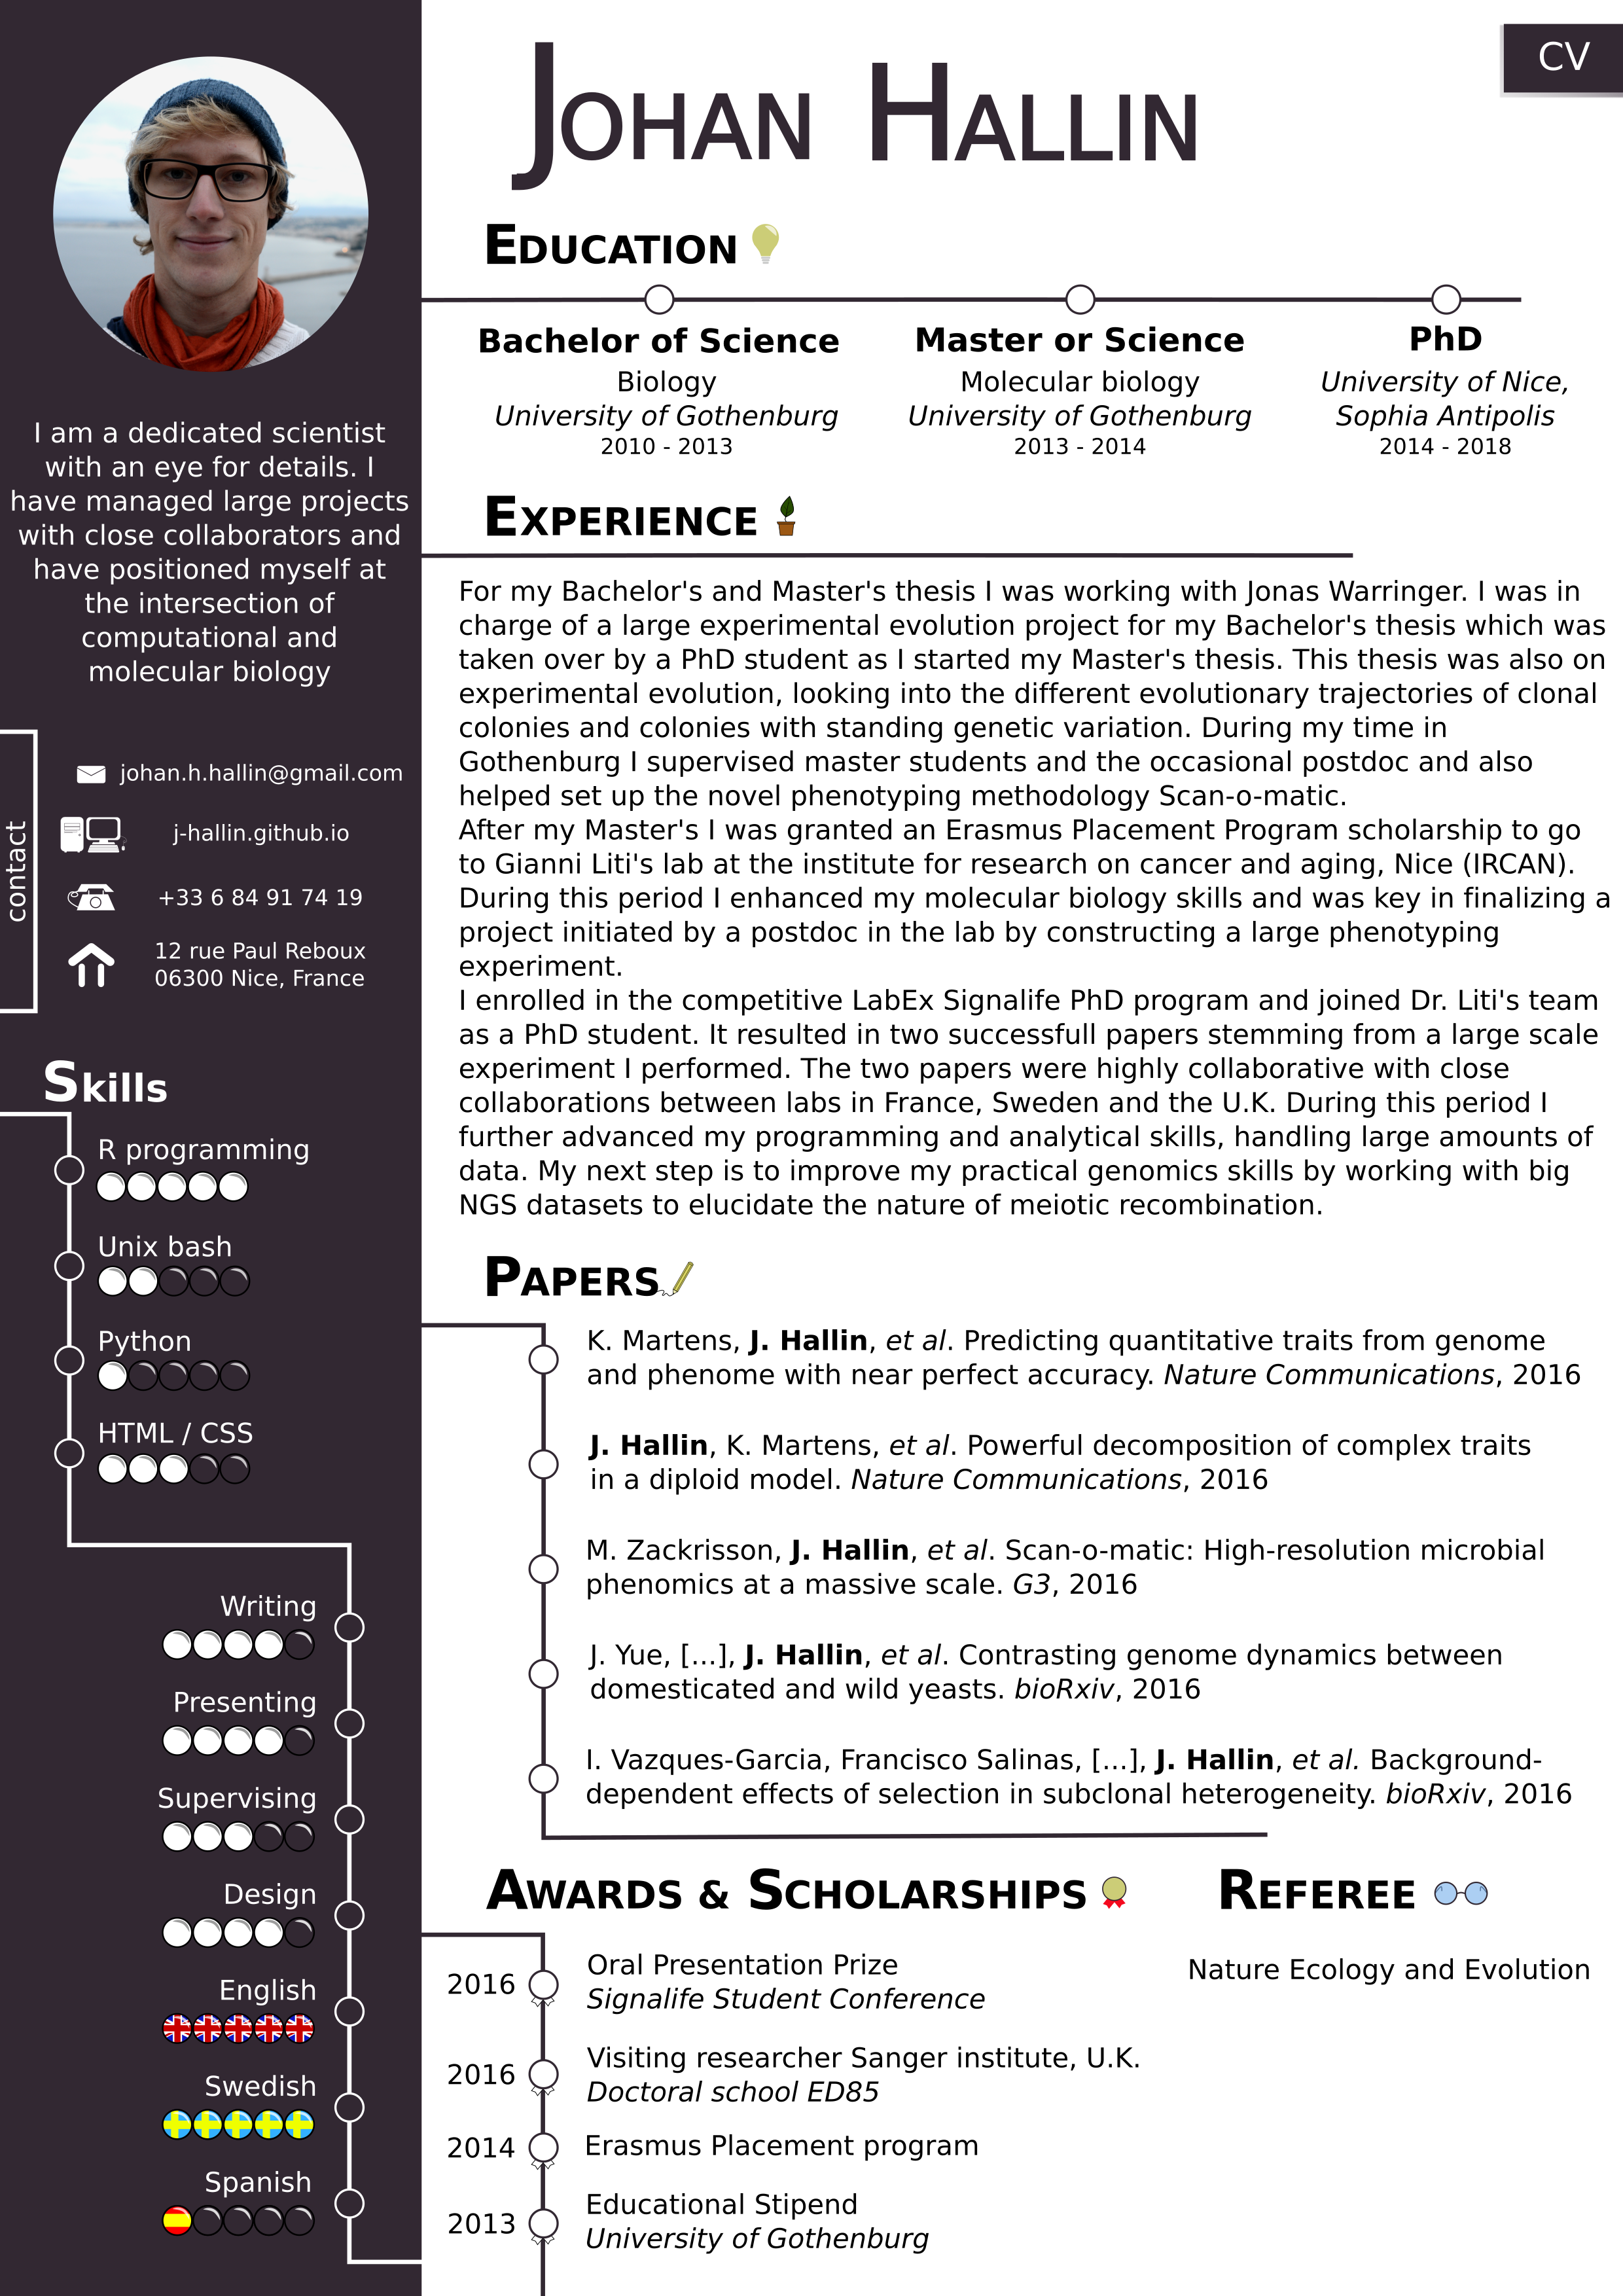 CV
JOHAN HALLIN
I am a dedicated scientist
with an eye for details. I
have managed large projects
with close collaborators and
have positioned myself at
the intersection of
computational and
molecular biology
contact
johan.h.hallin@gmail.com
j-hallin.github.io
+33 6 84 91 74 19
12 rue Paul Reboux
06300 Nice, France
Skills
R programming
Unix bash
Python
HTML / CSS
Writing
Presenting
Supervising
Design
English
Swedish
Spanish
EDUCATION
Bachelor of Science
Biology
University of Gothenburg
2010 - 2013
Master or Science
Molecular biology
University of Gothenburg
2013 - 2014
PhD
University of Nice,
Sophia Antipolis
2014 - 2018
EXPERIENCE
For my Bachelor's and Master's thesis I was working with Jonas Warringer. I was in
charge of a large experimental evolution project for my Bachelor's thesis which was
taken over by a PhD student as I started my Master's thesis. This thesis was also on
experimental evolution, looking into the different evolutionary trajectories of clonal
colonies and colonies with standing genetic variation. During my time in
Gothenburg I supervised master students and the occasional postdoc and also
helped set up the novel phenotyping methodology Scan-o-matic.
After my Master's I was granted an Erasmus Placement Program scholarship to go
to Gianni Liti's lab at the institute for research on cancer and aging, Nice (IRCAN).
During this period I enhanced my molecular biology skills and was key in finalizing a
project initiated by a postdoc in the lab by constructing a large phenotyping
experiment.
I enrolled in the competitive LabEx Signalife PhD program and joined Dr. Liti's team
as a PhD student. It resulted in two successfull papers stemming from a large scale
experiment I performed. The two papers were highly collaborative with close
collaborations between labs in France, Sweden and the U.K. During this period I
further advanced my programming and analytical skills, handling large amounts of
data. My next step is to improve my practical genomics skills by working with big
NGS datasets to elucidate the nature of meiotic recombination.
PAPERS
K. Martens, J. Hallin, et al. Predicting quantitative traits from genome
and phenome with near perfect accuracy. Nature Communications, 2016
J. Hallin, K. Martens, et al. Powerful decomposition of complex traits
in a diploid model. Nature Communications, 2016
M. Zackrisson, J. Hallin, et al. Scan-o-matic: High-resolution microbial
phenomics at a massive scale. G3, 2016
J. Yue, [...], J. Hallin, et al. Contrasting genome dynamics between
domesticated and wild yeasts. bioRxiv, 2016
I. Vazques-Garcia, Francisco Salinas, [...], J. Hallin, et al. Background-
dependent effects of selection in subclonal heterogeneity. bioRxiv, 2016
AWARDS & SCHOLARSHIPS
2016
Oral Presentation Prize
Signalife Student Conference
2016
Visiting researcher Sanger institute, U.K.
Doctoral school ED85
2014
Erasmus Placement program
2013
Educational Stipend
University of Gothenburg
REFEREE
Nature Ecology and Evolution